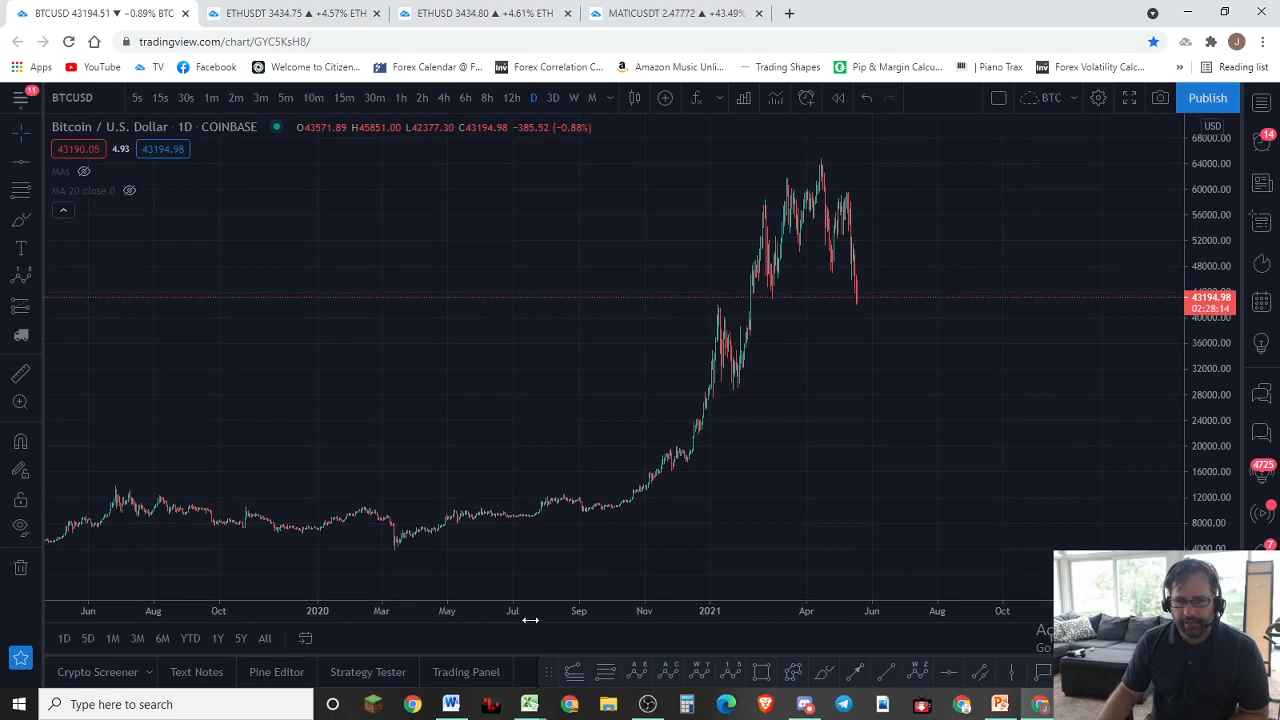 BTCUSD 43194.51 ▼ −0.89% BTC
ETHUSDT 3434.75 ▲ +4.57% ETH
ETHUSD 3434.80 ▲ +4.61% ETH
MATICUSDT 2.47772 ▲ +4.49%
tradingview.com/chart/GYC5KsH8/
J
Apps
YouTube
TV
Facebook
Welcome to Citizen...
Forex Calendar @ F...
Forex Correlation C...
Amazon Music Unli...
Trading Shapes
Pip & Margin Calcu...
Piano Trax
Forex Volatility Calc...
»
Reading list
11
BTCUSD
5s 15s 30s 1m 2m 3m 5m 10m 15m 30m 1h 2h 4h 6h 8h 12h D 3D W M
BTC
Publish
Bitcoin / U.S. Dollar · 1D · COINBASE
O43571.89 H45851.00 L42377.30 C43194.98 −385.52 (−0.88%)
USD
43190.05 4.93 43194.98
MAs
MA 20 close 0
68000.00
64000.00
60000.00
56000.00
52000.00
48000.00
43194.98
02:28:14
40000.00
36000.00
32000.00
28000.00
24000.00
20000.00
16000.00
12000.00
8000.00
4000.00
14
4725
7
Jun Aug Oct 2020 Mar May Jul Sep Nov 2021 Apr Jun Aug Oct
1D 5D 1M 3M 6M YTD 1Y 5Y All
Crypto Screener
Text Notes
Pine Editor
Strategy Tester
Trading Panel
Type here to search